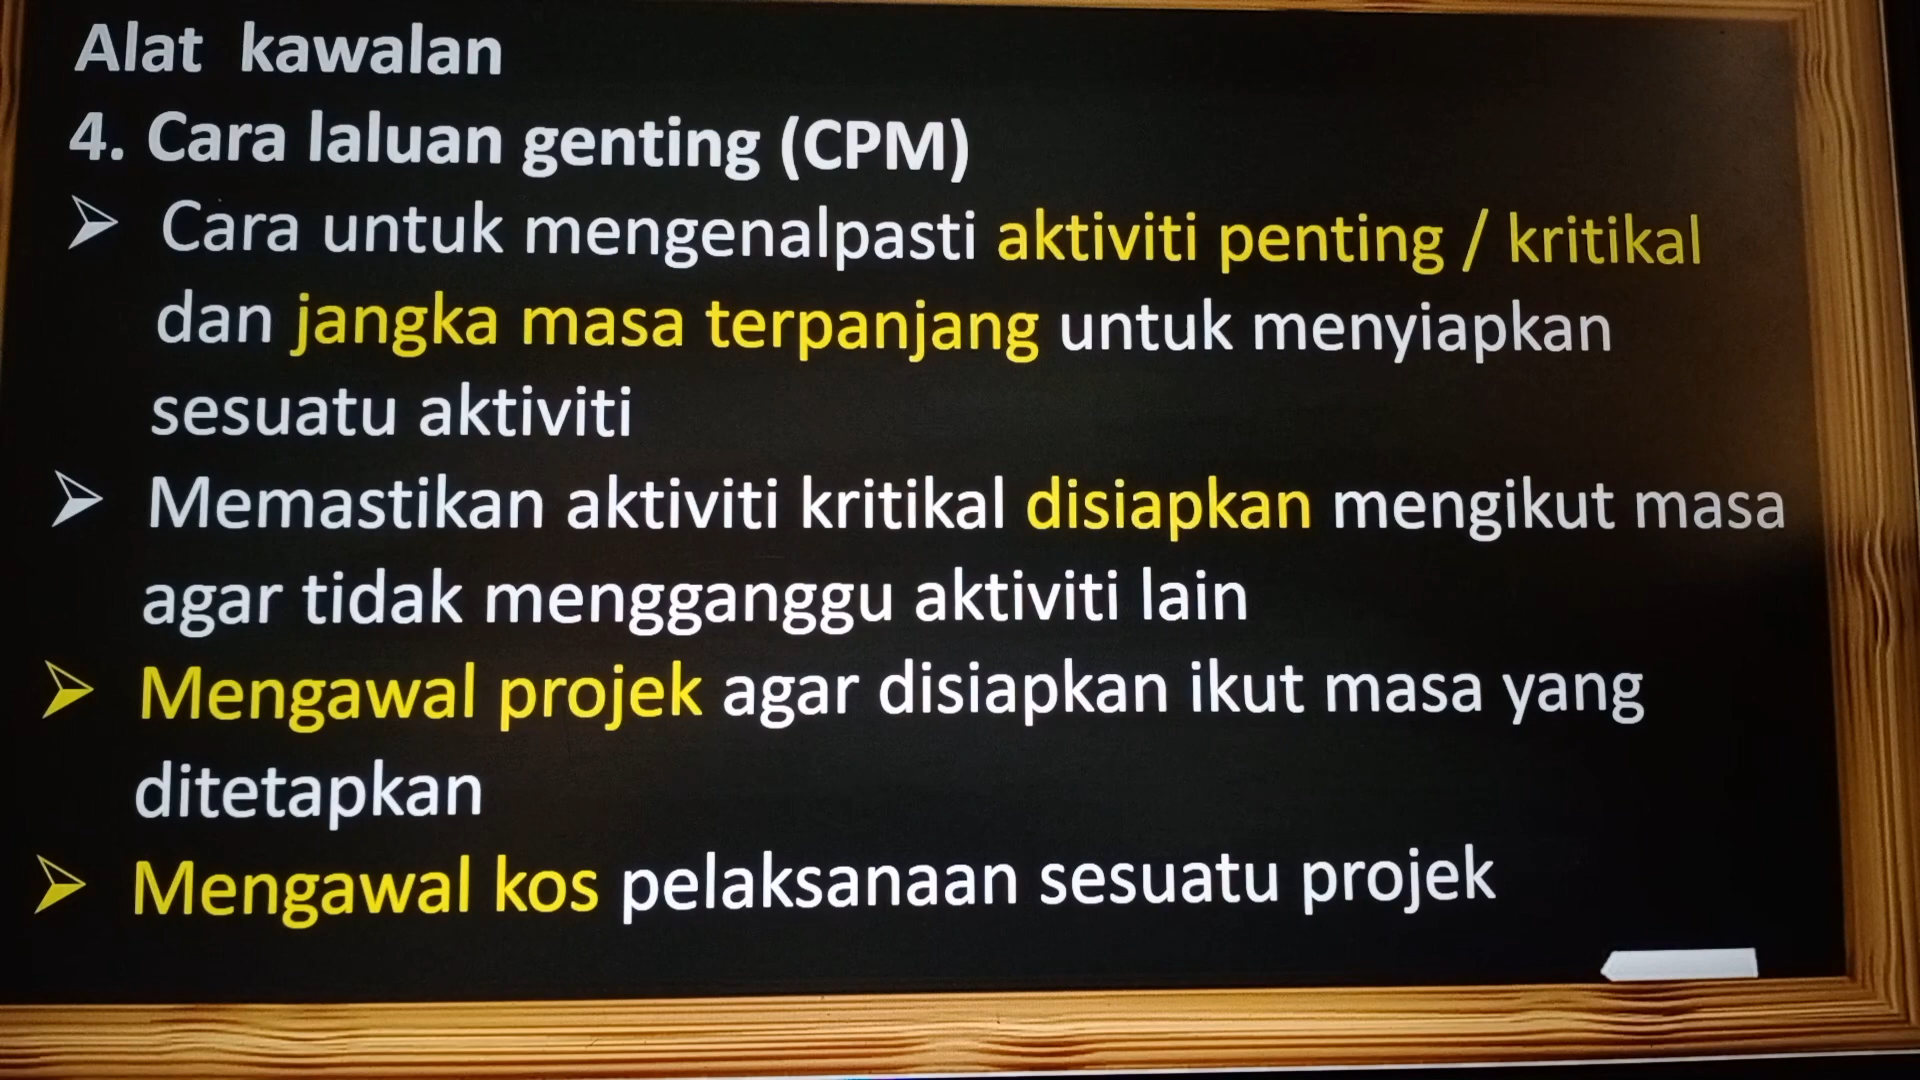 Alat kawalan
4. Cara laluan genting (CPM)
➢ Cara untuk mengenalpasti aktiviti penting / kritikal
dan jangka masa terpanjang untuk menyiapkan
sesuatu aktiviti
➢ Memastikan aktiviti kritikal disiapkan mengikut masa
agar tidak mengganggu aktiviti lain
➢ Mengawal projek agar disiapkan ikut masa yang
ditetapkan
➢ Mengawal kos pelaksanaan sesuatu projek